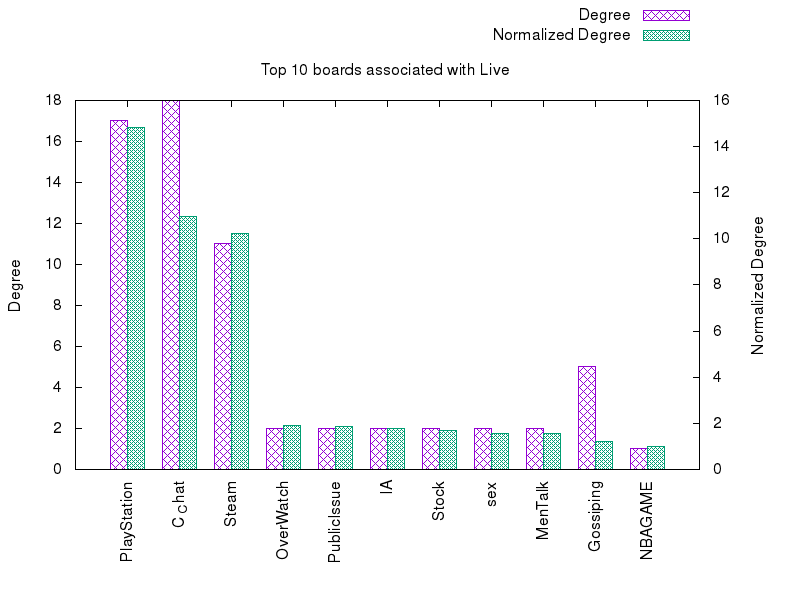 Degree
Normalized Degree
Top 10 boards associated with Live
18
16
14
12
10
8
6
4
2
0
16
14
12
10
8
6
4
2
0
Degree
Normalized Degree
PlayStation
C Chat
Steam
OverWatch
PublicIssue
IA
Stock
sex
MenTalk
Gossiping
NBAGAME